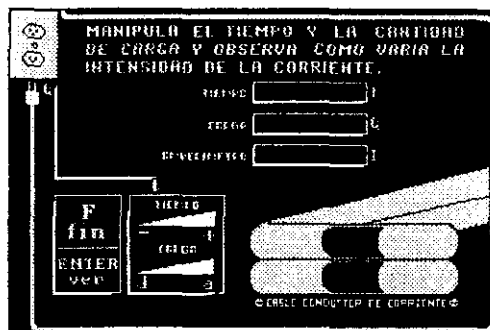 MANIPULA EL TIEMPO Y LA CANTIDAD
DE CARGA Y OBSERVA COMO VARIA LA
INTENSIDAD DE LA CORRIENTE.
TIEMPO
CARGA
F
fin
ENTER
ver
TIEMPO
- +
CARGA
CABLE CONDUCTOR DE CORRIENTE